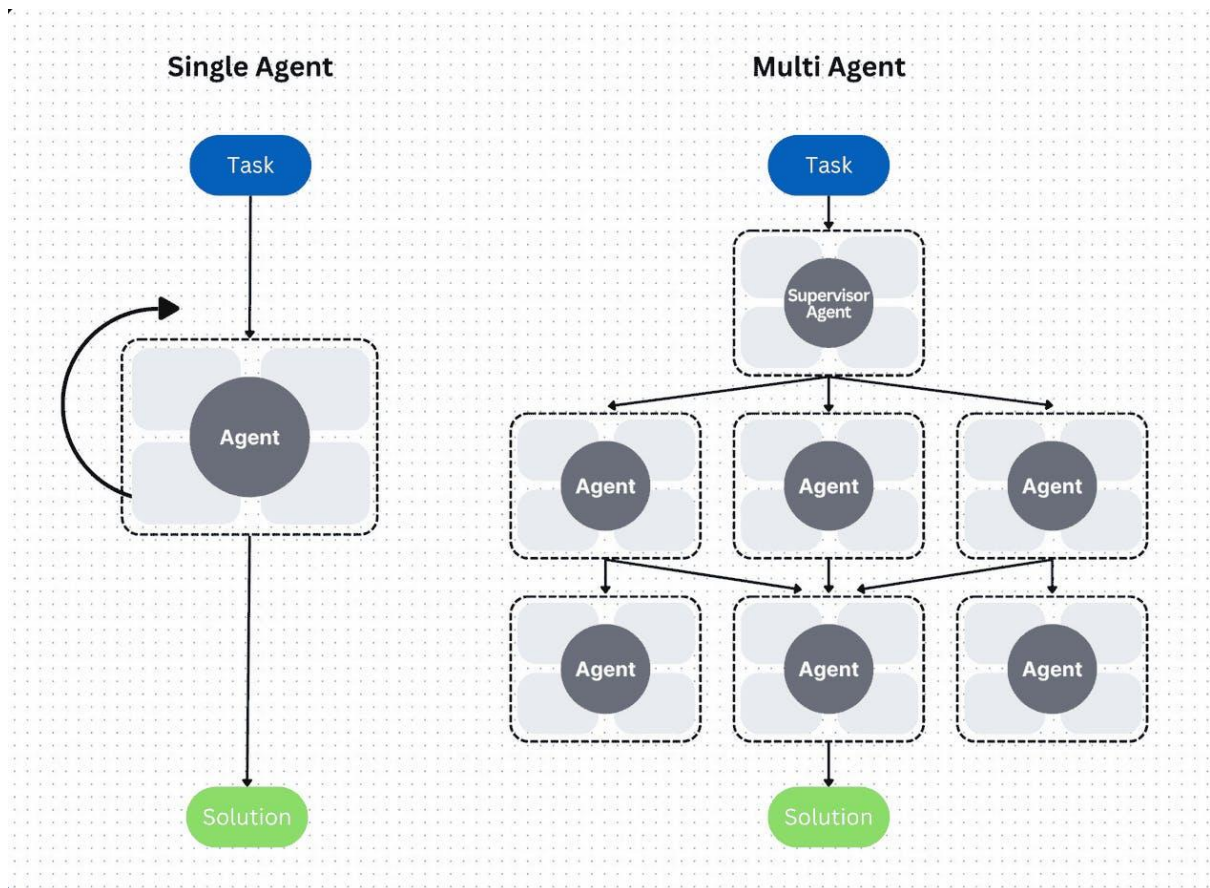 Single Agent
Task
Agent
Solution
Multi Agent
Task
Supervisor
Agent
Agent
Agent
Agent
Agent
Agent
Agent
Solution